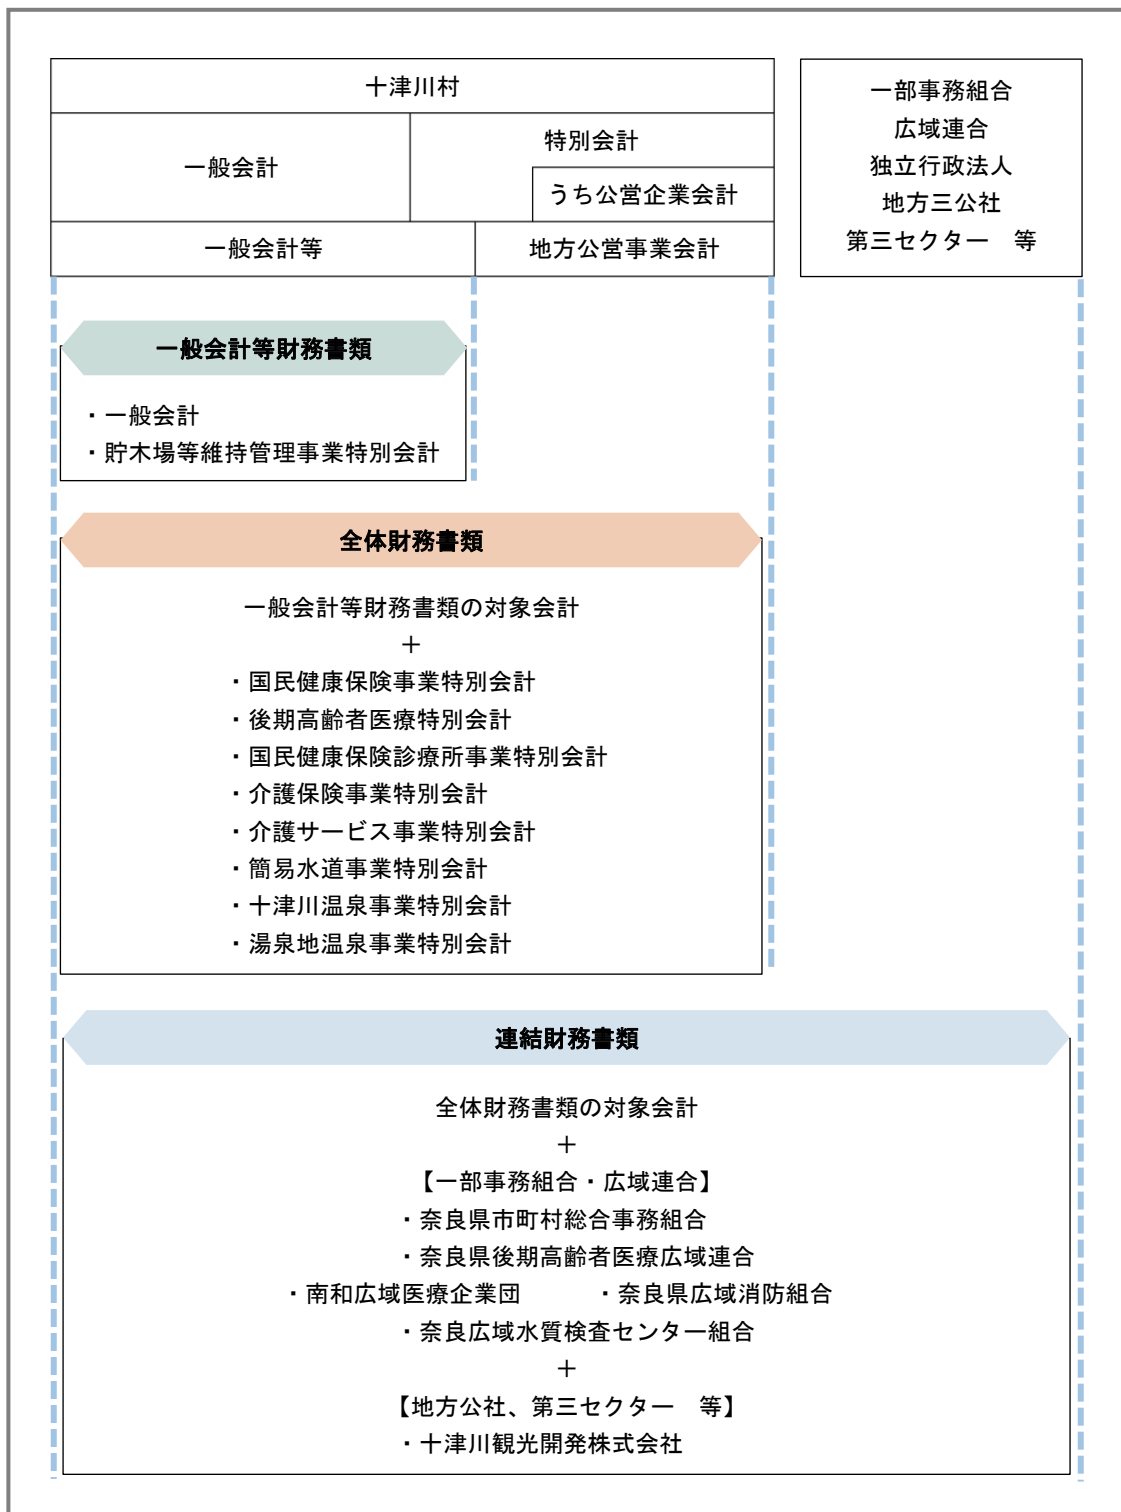 十津川村
一般会計
特別会計
うち公営企業会計
一般会計等
地方公営事業会計
一部事務組合
広域連合
独立行政法人
地方三公社
第三セクター　等
一般会計等財務書類
・一般会計
・貯木場等維持管理事業特別会計
全体財務書類
一般会計等財務書類の対象会計
＋
・国民健康保険事業特別会計
・後期高齢者医療特別会計
・国民健康保険診療所事業特別会計
・介護保険事業特別会計
・介護サービス事業特別会計
・簡易水道事業特別会計
・十津川温泉事業特別会計
・湯泉地温泉事業特別会計
連結財務書類
全体財務書類の対象会計
＋
【一部事務組合・広域連合】
・奈良県市町村総合事務組合
・奈良県後期高齢者医療広域連合
・南和広域医療企業団　　　・奈良県広域消防組合
・奈良広域水質検査センター組合
＋
【地方公社、第三セクター　等】
・十津川観光開発株式会社